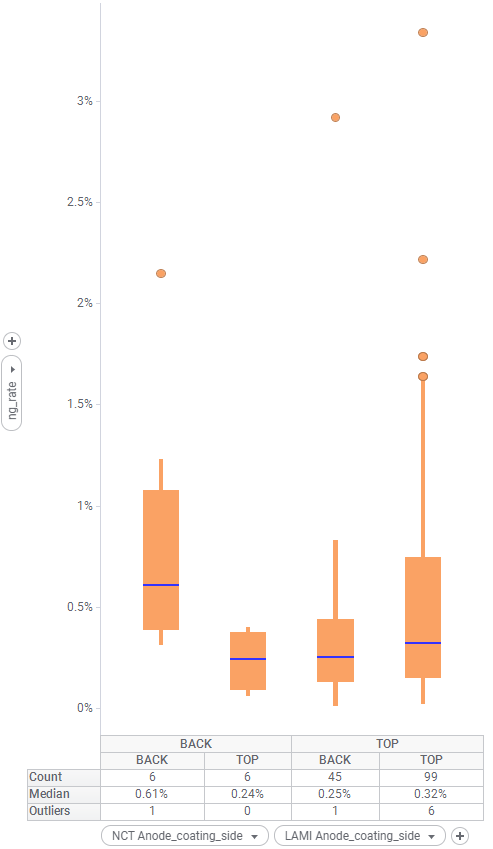 3%
2.5%
2%
1.5%
1%
0.5%
0%
ng_rate
BACK TOP
BACK TOP BACK TOP
Count 6 6 45 99
Median 0.61% 0.24% 0.25% 0.32%
Outliers 1 0 1 6
NCT Anode_coating_side LAMI Anode_coating_side